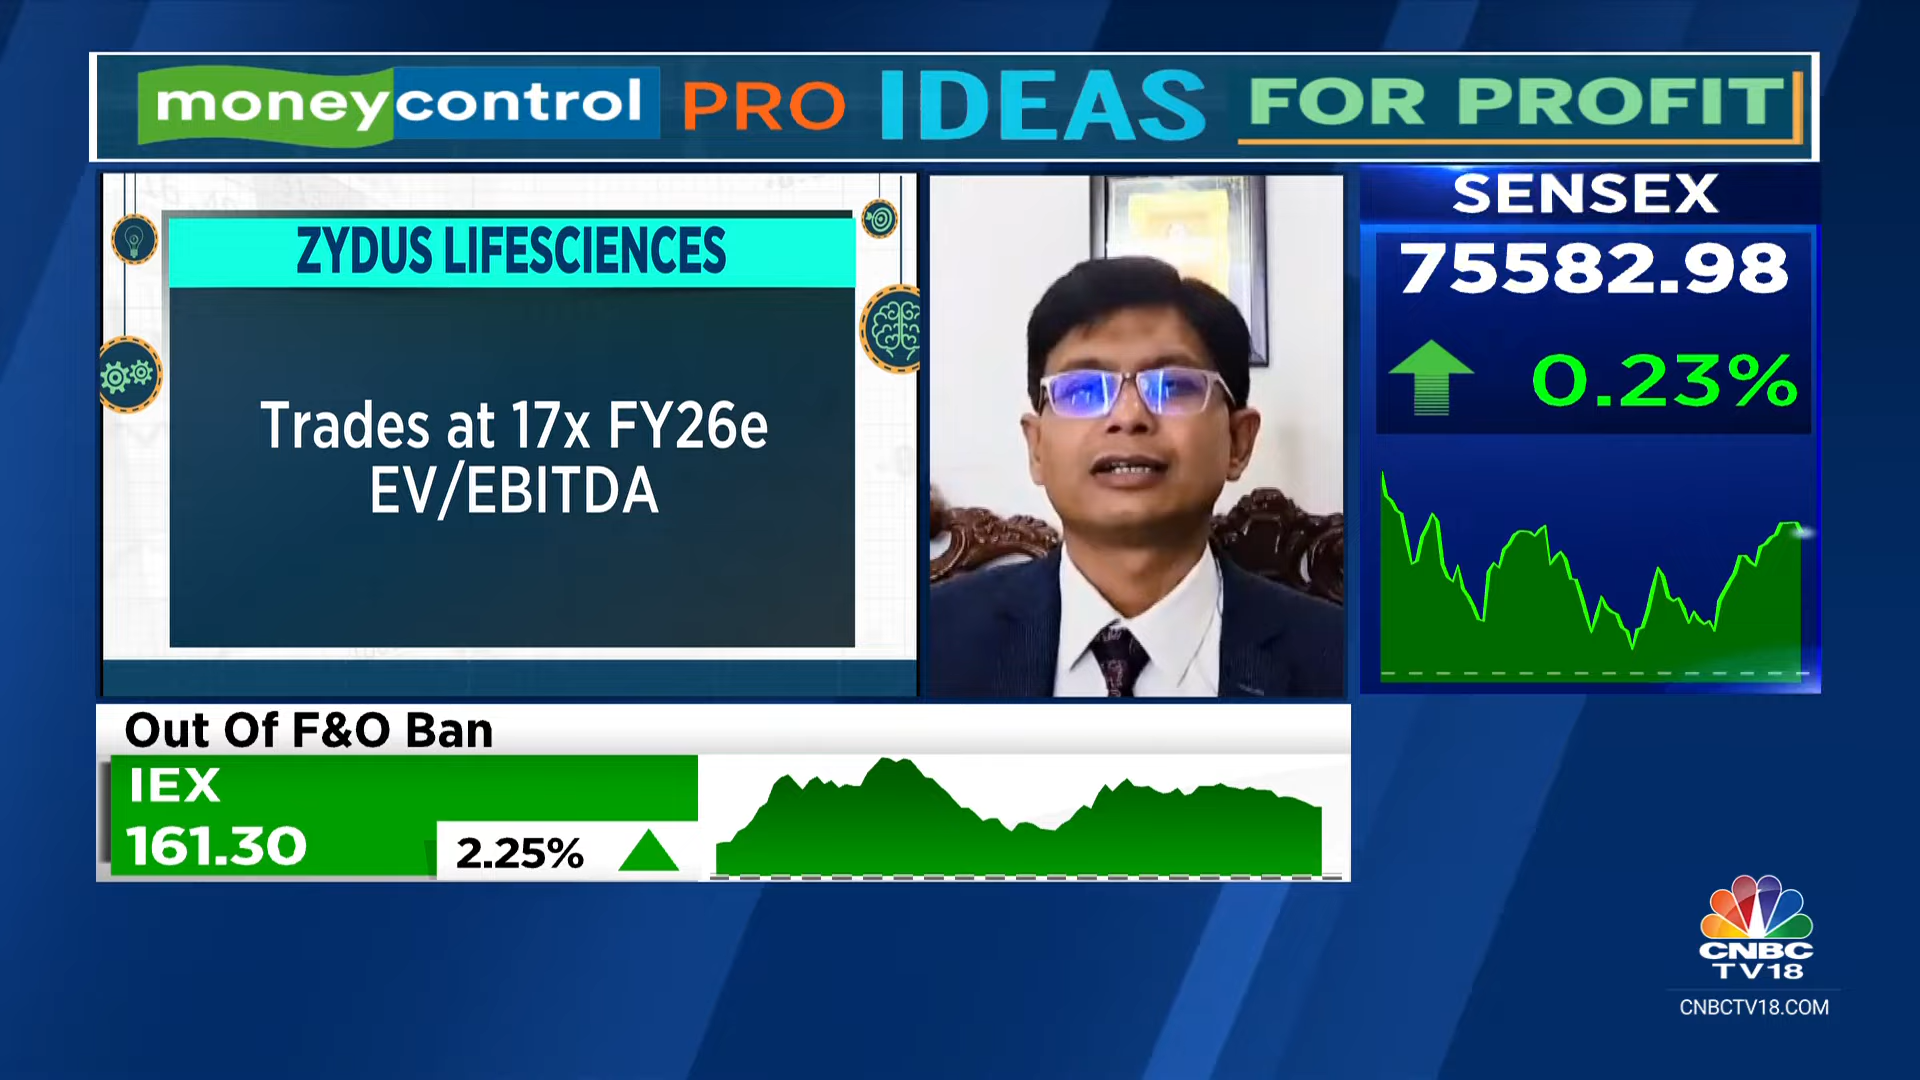 moneycontrol PRO IDEAS FOR PROFIT
ZYDUS LIFESCIENCES
Trades at 17x FY26e
EV/EBITDA
SENSEX
75582.98
0.23%
Out Of F&O Ban
IEX
161.30
2.25%
CNBC
TV18
CNBCTV18.COM